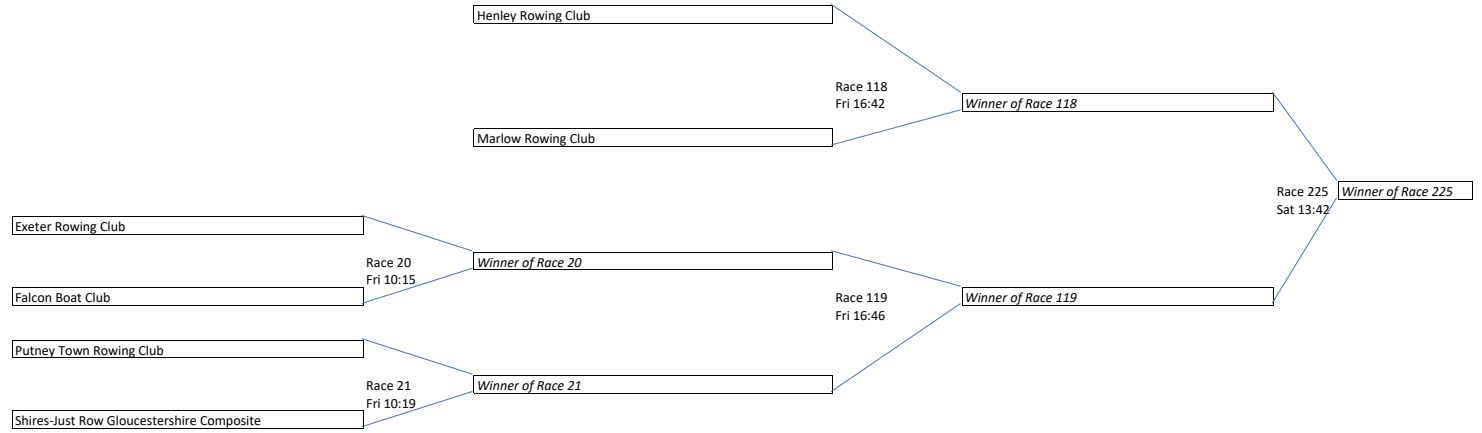 Henley Rowing Club
Race 118
Fri 16:42
Winner of Race 118
Marlow Rowing Club
Race 225
Sat 13:42
Winner of Race 225
Exeter Rowing Club
Race 20
Fri 10:15
Winner of Race 20
Falcon Boat Club
Race 119
Fri 16:46
Winner of Race 119
Putney Town Rowing Club
Race 21
Fri 10:19
Winner of Race 21
Shires-Just Row Gloucestershire Composite